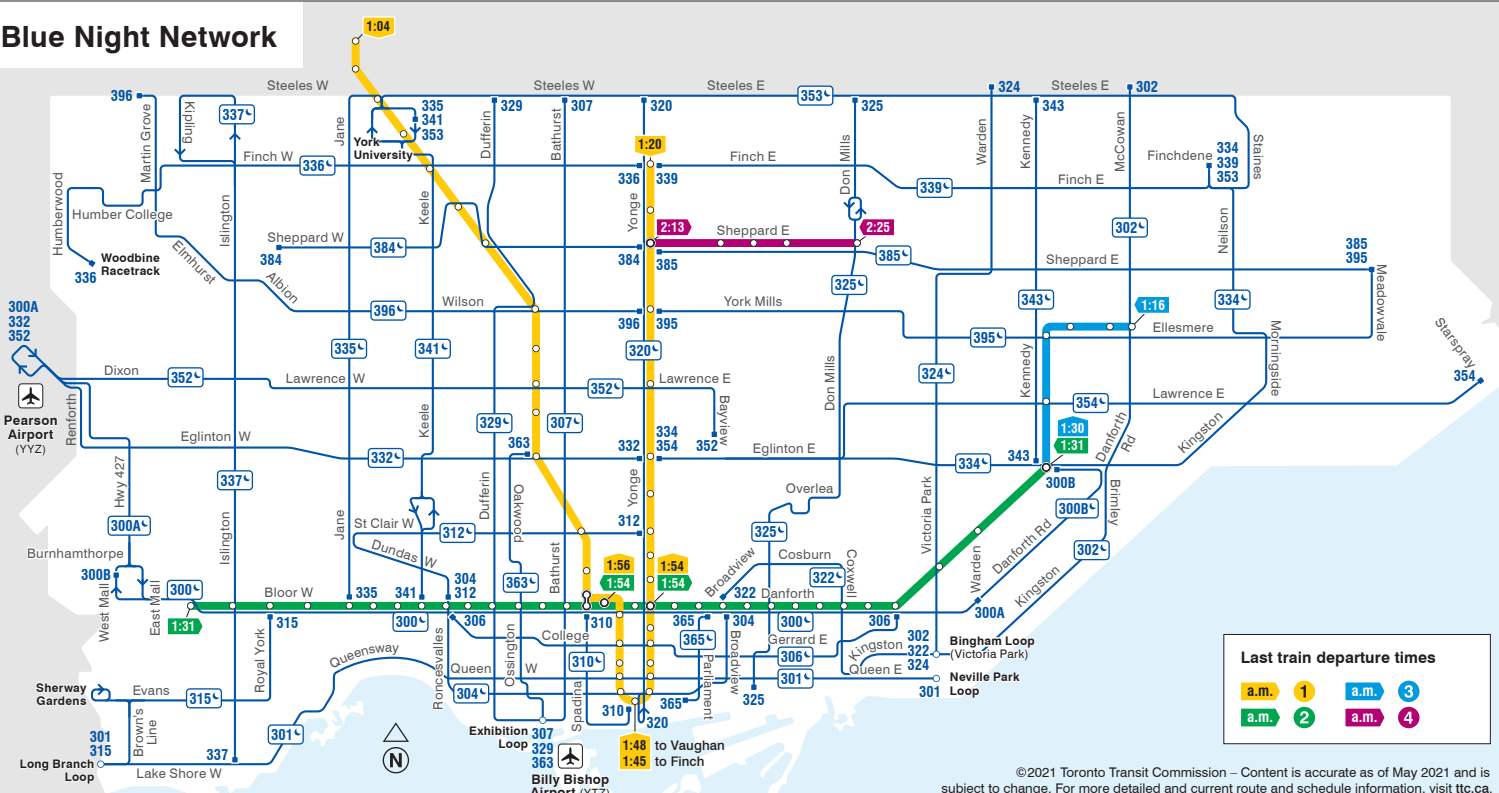 1:04
Blue Night Network
Steeles W
Steeles W
Steeles E
324
Steeles E
302
396
353
337
Kipling
Martin Grove
Jane
335
341
353
329
307
320
325
343
Dufferin
Bathurst
York
University
1:20
Don Mills
Warden
Kennedy
McCowan
Finchdene
334
339
353
Staines
Finch W
336
Finch E
336
339
339
Finch E
Humberwood
Humber College
Islington
Keele
Yonge
2:13
Sheppard E
2:25
302
Neilson
Sheppard W
384
384
384
385
385
Sheppard E
385
395
Elmhurst
Woodbine
Racetrack
336
Albion
325
Meadowvale
300A
332
352
396
Wilson
York Mills
396
395
343
334
1:16
Ellesmere
395
Morningside
Starspray
335
341
320
Kennedy
Dixon
352
Lawrence W
352
Lawrence E
324
354
Don Mills
Lawrence E
354
Pearson
Airport
(YYZ)
Renforth
Keele
329
307
Bayview
352
1:30
1:31
Danforth
Rd
Kingston
Eglinton W
332
363
332
334
354
Eglinton E
334
343
300B
Hwy 427
337
Dufferin
Oakwood
Yonge
Overlea
Victoria Park
300B
Brimley
300A
Islington
Jane
St Clair W
312
312
325
Burnhamthorpe
Dundas W
Bathurst
Broadview
Cosburn
Danforth Rd
302
300B
300
304
312
363
1:56
1:54
1:54
1:54
322
Coxwell
Warden
Kingston
West Mall
East Mall
Bloor W
335
341
322
Danforth
300A
1:31
315
300
306
310
365
304
300
306
302
322
324
Bingham Loop
(Victoria Park)
Royal York
Roncesvalles
Ossington
College
310
365
Gerrard E
306
Kingston
Queensway
Queen
W
Spadina
Parliament
Broadview
301
Queen E
301
Neville Park
Loop
Sherway
Gardens
Evans
315
304
365
325
310
320
Brown's
Line
301
315
Long Branch
Loop
337
Lake Shore W
301
N
Exhibition
Loop
307
329
363
Billy Bishop
Airport (YTZ)
1:48 to Vaughan
1:45 to Finch
Last train departure times
a.m. 1
a.m. 3
a.m. 2
a.m. 4
©2021 Toronto Transit Commission – Content is accurate as of May 2021 and is
subject to change. For more detailed and current route and schedule information, visit ttc.ca.